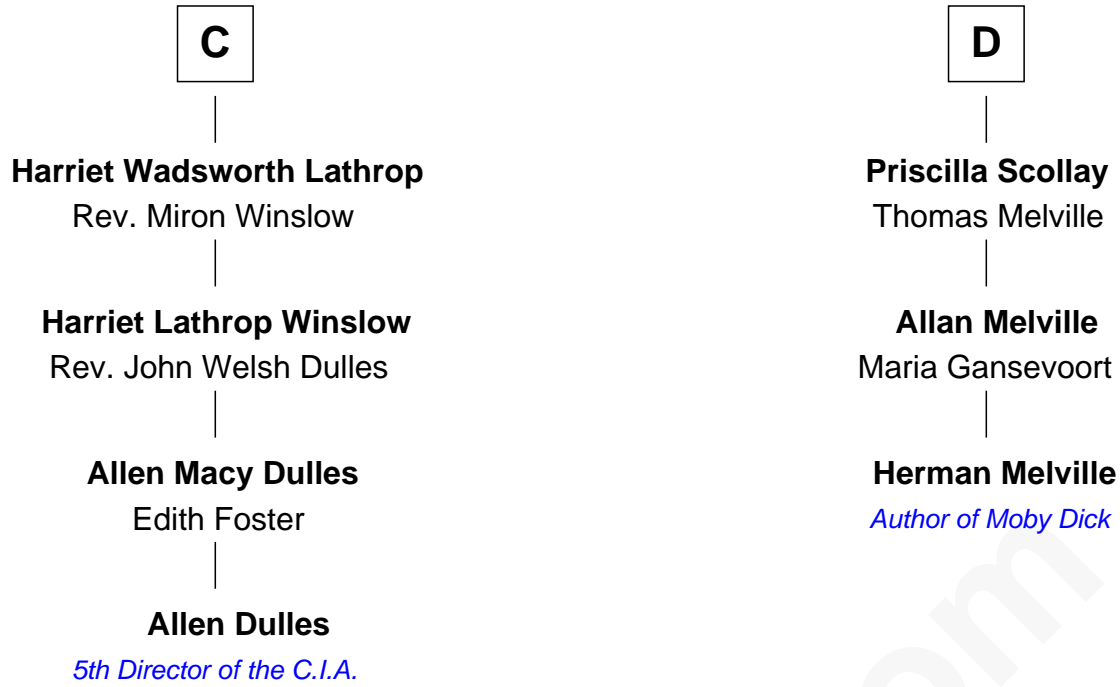 C
Harriet Wadsworth Lathrop
Rev. Miron Winslow
Harriet Lathrop Winslow
Rev. John Welsh Dulles
Allen Macy Dulles
Edith Foster
Allen Dulles
5th Director of the C.I.A.
D
Priscilla Scollay
Thomas Melville
Allan Melville
Maria Gansevoort
Herman Melville
Author of Moby Dick
om